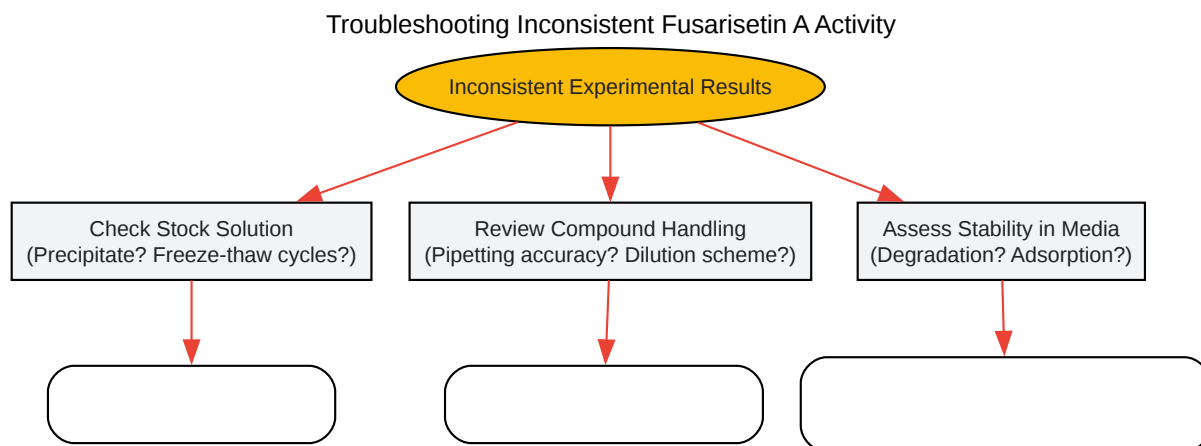 Troubleshooting Inconsistent Fusarisetin A Activity
Inconsistent Experimental Results
Check Stock Solution
(Precipitate? Freeze-thaw cycles?)
Review Compound Handling
(Pipetting accuracy? Dilution scheme?)
Assess Stability in Media
(Degradation? Adsorption?)